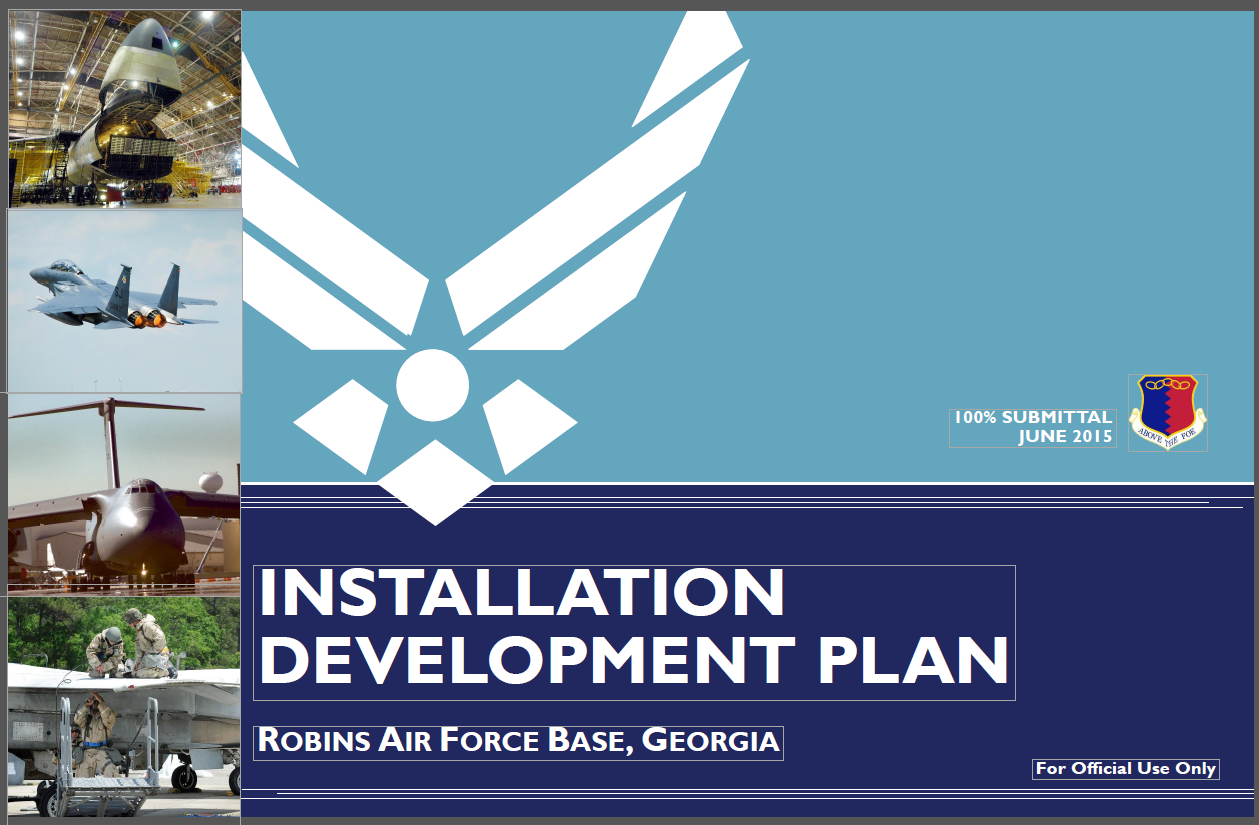 100% SUBMITTAL
JUNE 2015
ABOVE THE FOE
INSTALLATION
DEVELOPMENT PLAN
ROBINS AIR FORCE BASE, GEORGIA
For Official Use Only
SJ